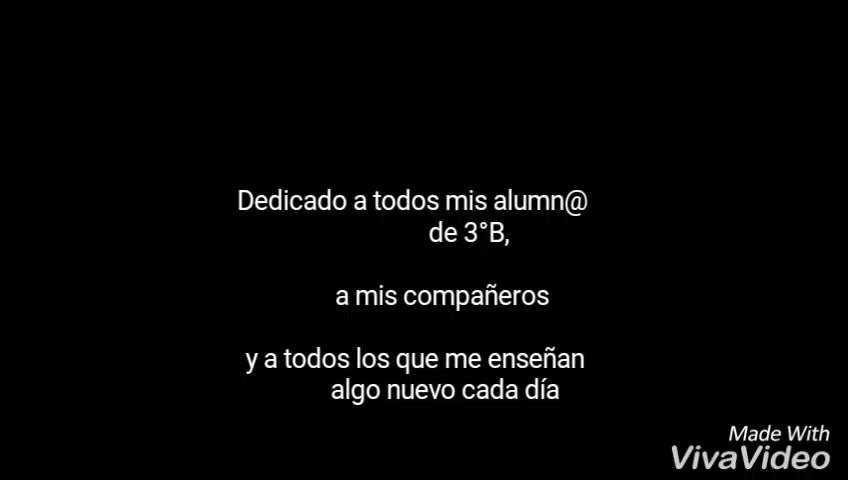 Dedicado a todos mis alumn@
de 3°B,
a mis compañeros
y a todos los que me enseñan
algo nuevo cada día
Made With
VivaVideo